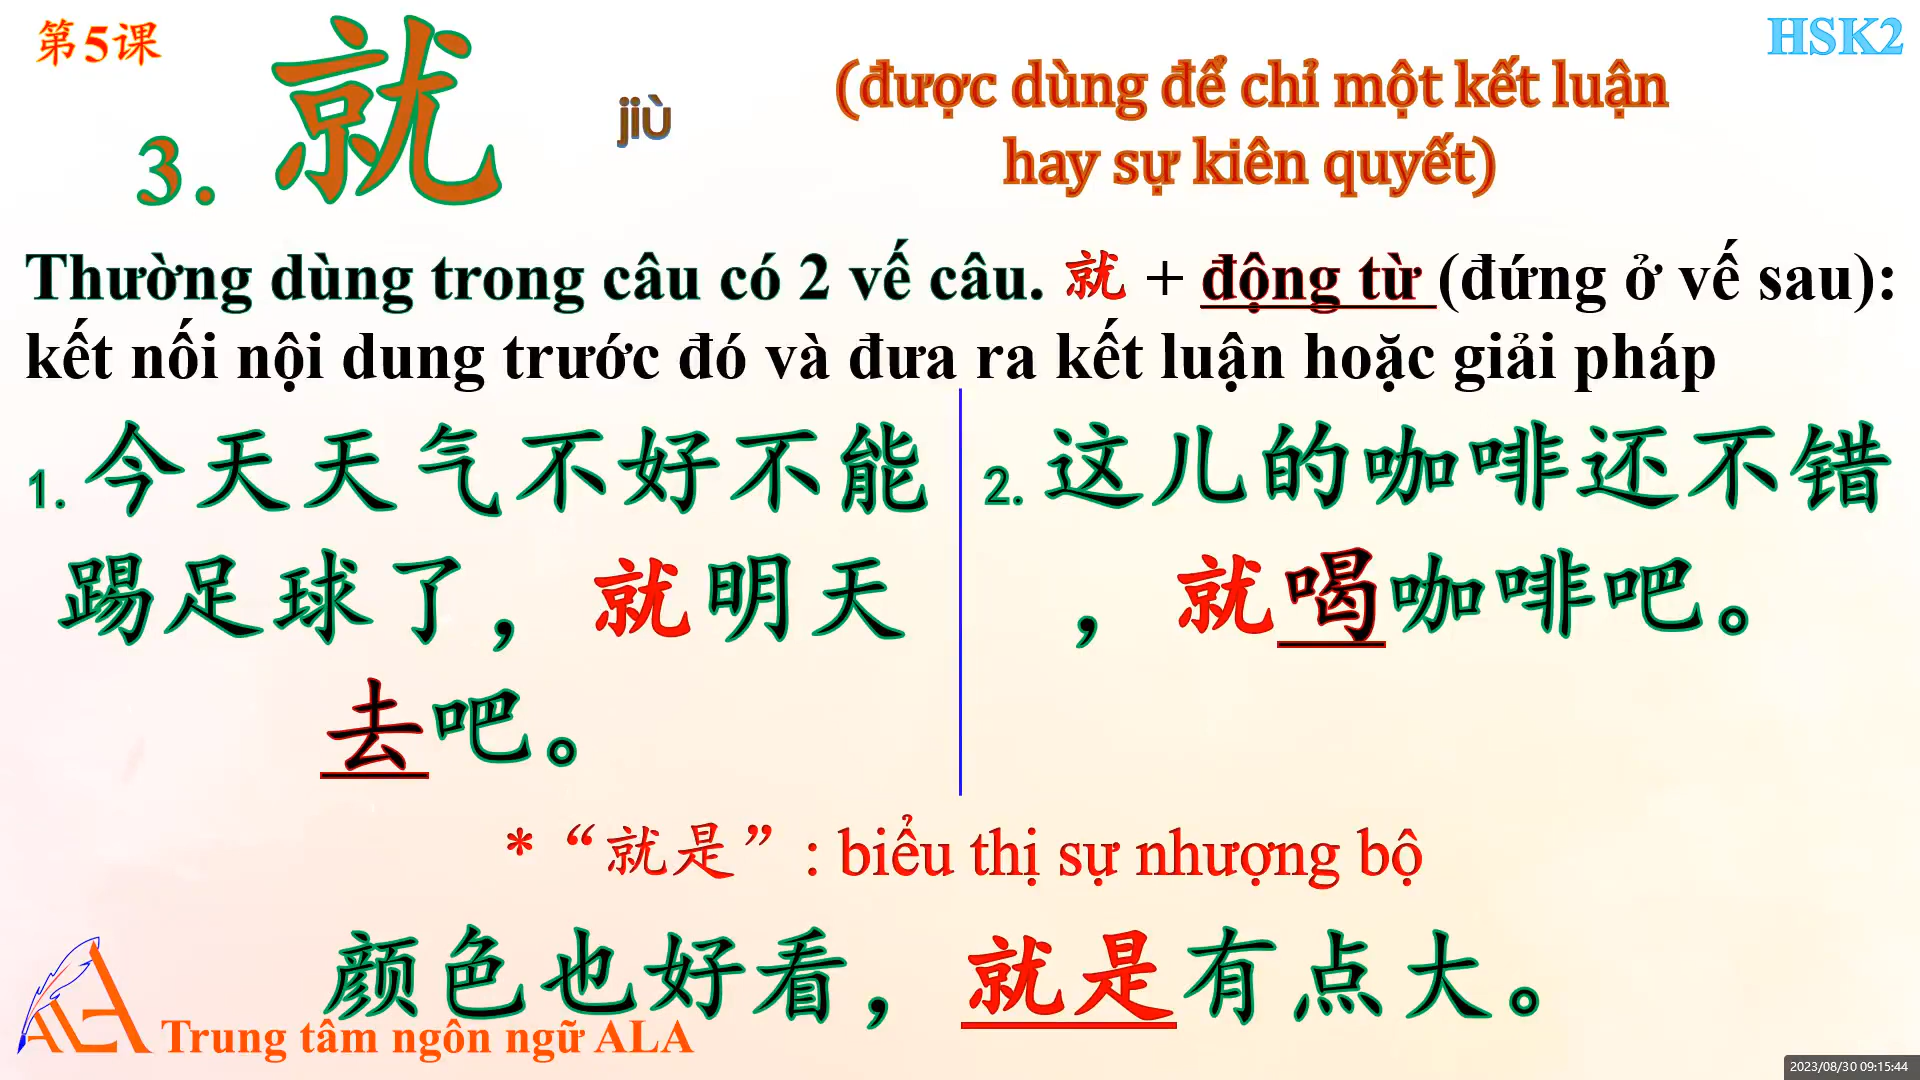 第5课
HSK2
3. 就
jiù
(được dùng để chỉ một kết luận
hay sự kiên quyết)
Thường dùng trong câu có 2 vế câu. 就 + động từ (đứng ở vế sau):
kết nối nội dung trước đó và đưa ra kết luận hoặc giải pháp
1. 今天天气不好不能
踢足球了，就明天
去吧。
2. 这儿的咖啡还不错
，就喝咖啡吧。
* “就是” : biểu thị sự nhượng bộ
颜色也好看，就是有点大。
ALA
Trung tâm ngôn ngữ ALA
2023/08/30 09:15:44